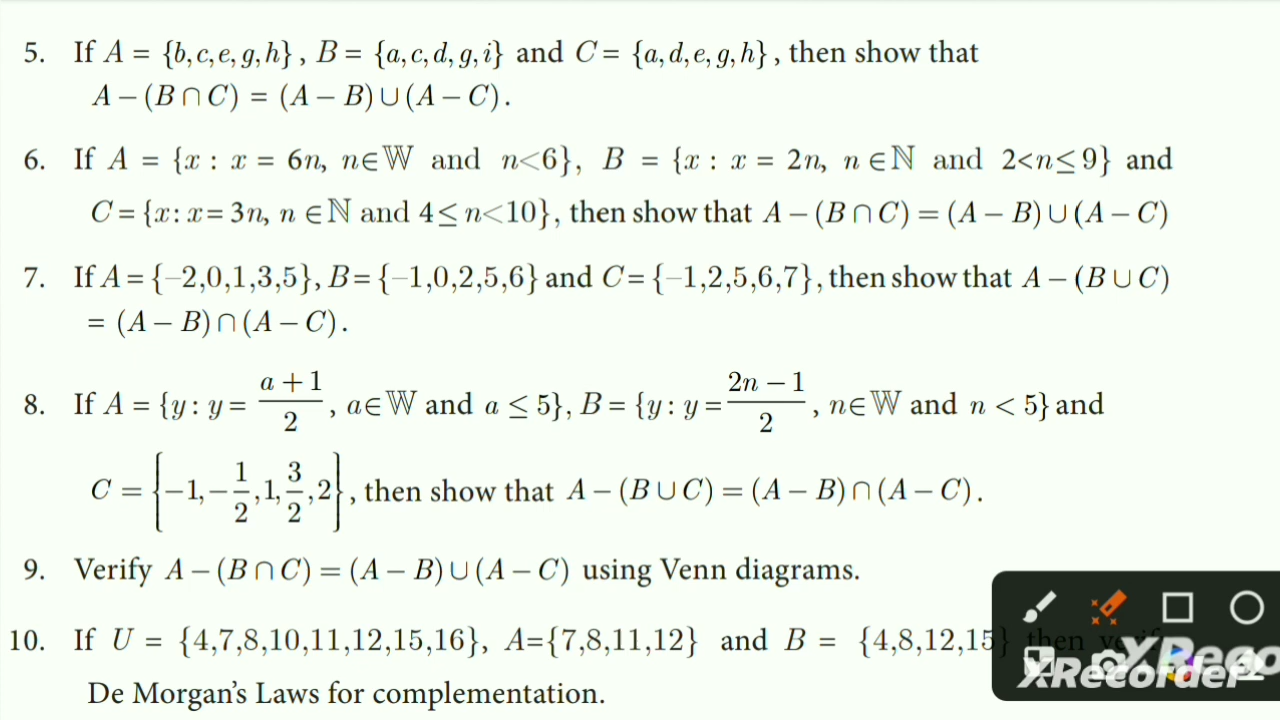 5. If A = {b,c,e,g,h}, B = {a,c,d,g,i} and C = {a,d,e,g,h}, then show that
A − (B ∩ C) = (A − B) ∪ (A − C).
6. If A = {x : x = 6n, n∈𝕎 and n<6}, B = {x : x = 2n, n ∈ℕ and 2<n≤9} and
C = {x : x = 3n, n ∈ℕ and 4≤n<10}, then show that A − (B ∩ C) = (A − B) ∪ (A − C)
7. If A = {−2,0,1,3,5}, B = {−1,0,2,5,6} and C = {−1,2,5,6,7}, then show that A − (B ∪ C)
= (A − B) ∩ (A − C).
8. If A = {y : y = (a + 1)/2, a∈𝕎 and a ≤ 5}, B = {y : y = (2n − 1)/2, n∈𝕎 and n < 5} and
C = {−1, −1/2, 1, 3/2, 2}, then show that A − (B ∪ C) = (A − B) ∩ (A − C).
9. Verify A − (B ∩ C) = (A − B) ∪ (A − C) using Venn diagrams.
10. If U = {4,7,8,10,11,12,15,16}, A={7,8,11,12} and B = {4,8,12,15} then
De Morgan's Laws for complementation.
XRecorder